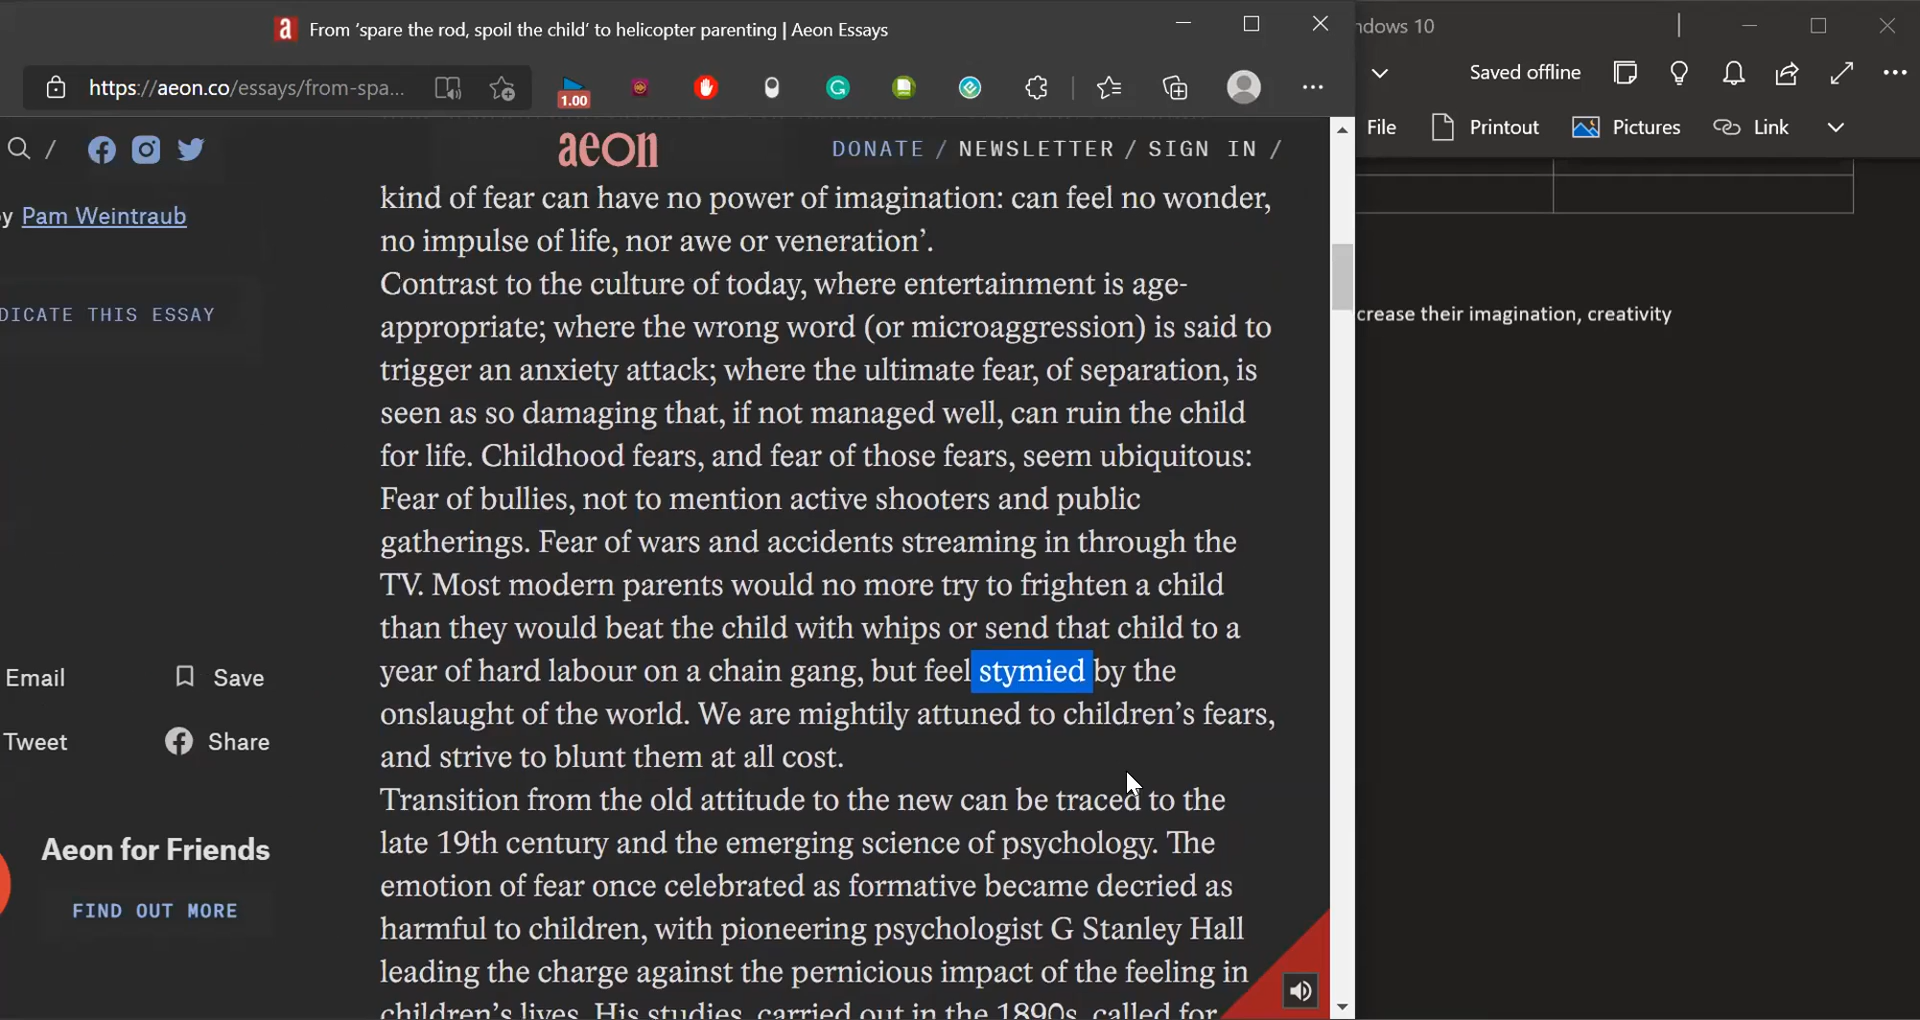 From ‘spare the rod, spoil the child‘ to helicopter parenting | Aeon Essays
ndows 10
https://aeon.co/essays/from-spa...
1.00
Saved offline
File
Printout
Pictures
Link
aeon
DONATE / NEWSLETTER / SIGN IN /
/
y Pam Weintraub
DICATE THIS ESSAY
Email
Save
Tweet
Share
Aeon for Friends
FIND OUT MORE
kind of fear can have no power of imagination: can feel no wonder,
no impulse of life, nor awe or veneration’.
Contrast to the culture of today, where entertainment is age-
appropriate; where the wrong word (or microaggression) is said to
trigger an anxiety attack; where the ultimate fear, of separation, is
seen as so damaging that, if not managed well, can ruin the child
for life. Childhood fears, and fear of those fears, seem ubiquitous:
Fear of bullies, not to mention active shooters and public
gatherings. Fear of wars and accidents streaming in through the
TV. Most modern parents would no more try to frighten a child
than they would beat the child with whips or send that child to a
year of hard labour on a chain gang, but feel stymied by the
onslaught of the world. We are mightily attuned to children’s fears,
and strive to blunt them at all cost.
Transition from the old attitude to the new can be traced to the
late 19th century and the emerging science of psychology. The
emotion of fear once celebrated as formative became decried as
harmful to children, with pioneering psychologist G Stanley Hall
leading the charge against the pernicious impact of the feeling in
children’s lives. His studies, carried out in the 1890s, called for
crease their imagination, creativity